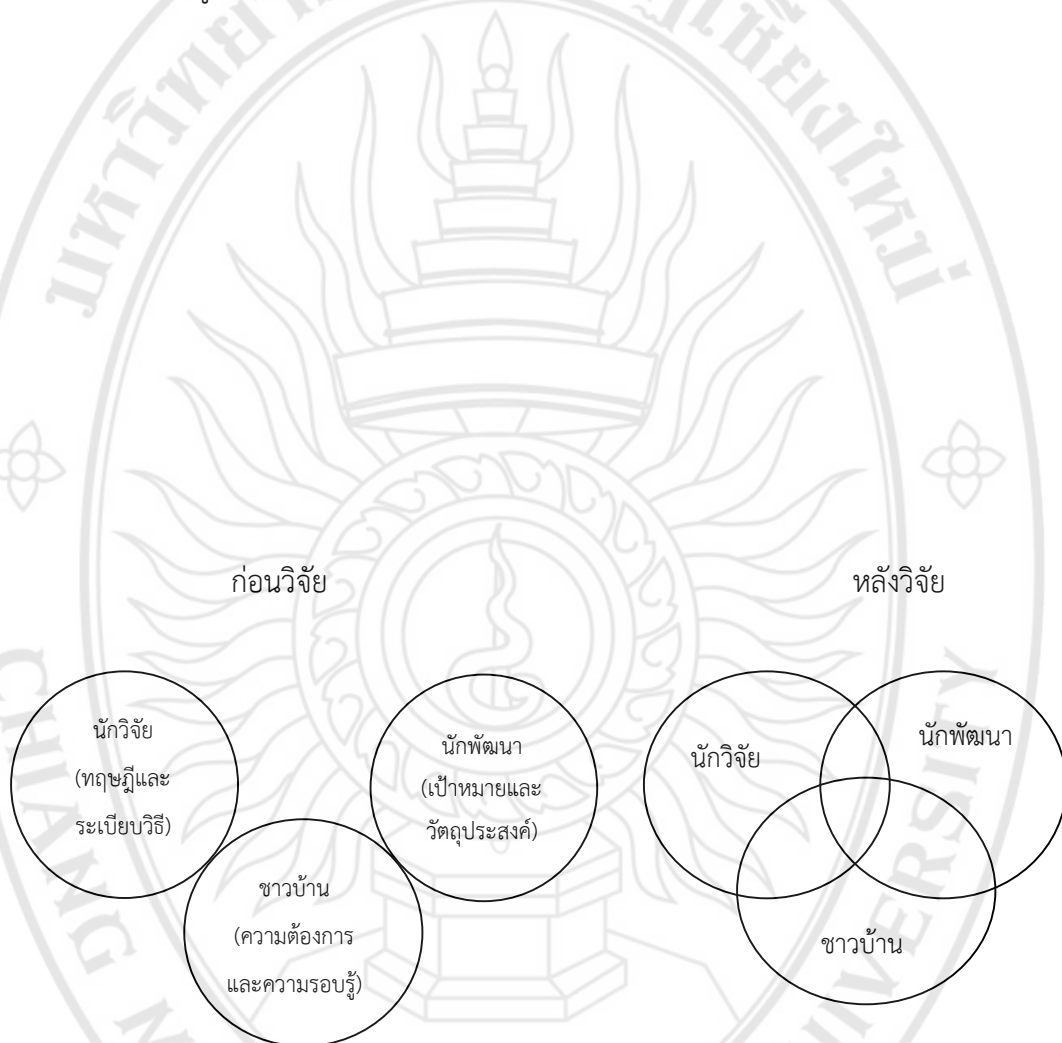 ก่อนวิจัย
หลังวิจัย
นักวิจัย
(ทฤษฎีและ
ระเบียบวิธี)
นักพัฒนา
(เป้าหมายและ
วัตถุประสงค์)
ชาวบ้าน
(ความต้องการ
และความรอบรู้)
นักวิจัย
นักพัฒนา
ชาวบ้าน